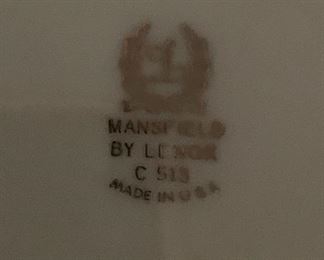 L
MANSFIELD
BY LENOX
C 513
MADE IN U S A